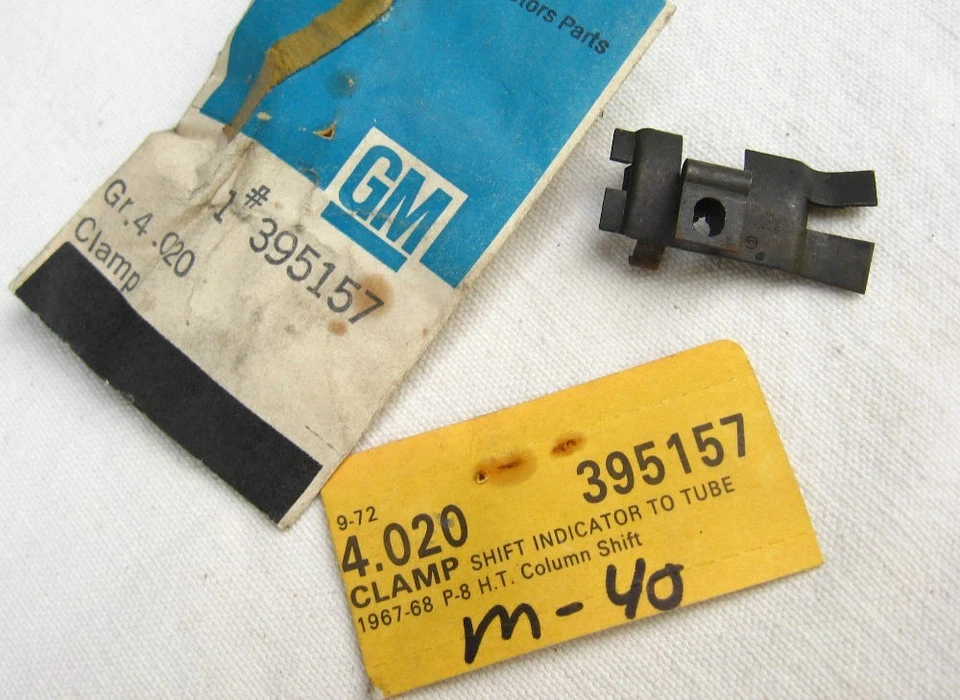 tors Parts
GM
Gr.4.020
1 # 395157
Clamp
9-72
4.020
395157
CLAMP SHIFT INDICATOR TO TUBE
1967-68 P-8 H.T. Column Shift
m-40